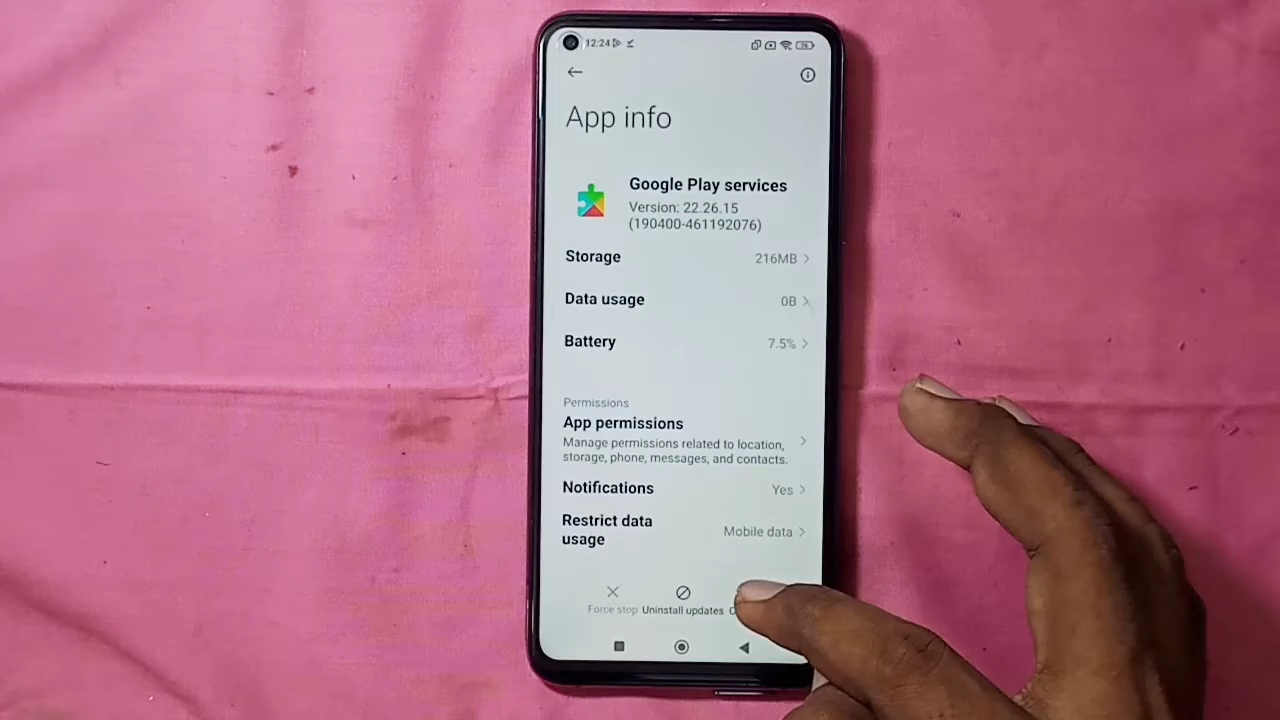 12:24
76
App info
Google Play services
Version: 22.26.15
(190400-461192076)
Storage 216MB
Data usage 0B
Battery 7.5%
Permissions
App permissions
Manage permissions related to location,
storage, phone, messages, and contacts.
Notifications Yes
Restrict data
usage
Mobile data
Force stop Uninstall updates